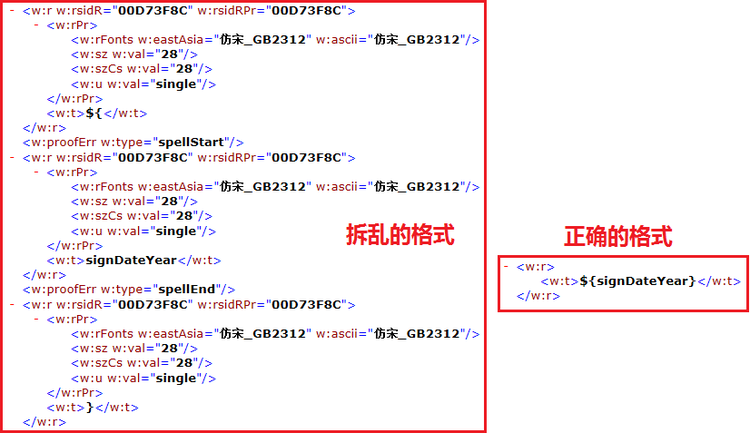 - <w:r w:rsidR="00D73F8C" w:rsidRPr="00D73F8C">
- <w:rPr>
<w:rFonts w:eastAsia="仿宋_GB2312" w:ascii="仿宋_GB2312"/>
<w:sz w:val="28"/>
<w:szCs w:val="28"/>
<w:u w:val="single"/>
</w:rPr>
<w:t>${</w:t>
</w:r>
<w:proofErr w:type="spellStart"/>
- <w:r w:rsidR="00D73F8C" w:rsidRPr="00D73F8C">
- <w:rPr>
<w:rFonts w:eastAsia="仿宋_GB2312" w:ascii="仿宋_GB2312"/>
<w:sz w:val="28"/>
<w:szCs w:val="28"/>
<w:u w:val="single"/>
</w:rPr>
<w:t>signDateYear</w:t>
</w:r>
<w:proofErr w:type="spellEnd"/>
- <w:r w:rsidR="00D73F8C" w:rsidRPr="00D73F8C">
- <w:rPr>
<w:rFonts w:eastAsia="仿宋_GB2312" w:ascii="仿宋_GB2312"/>
<w:sz w:val="28"/>
<w:szCs w:val="28"/>
<w:u w:val="single"/>
</w:rPr>
<w:t>}</w:t>
</w:r>
拆乱的格式
正确的格式
- <w:r>
<w:t>${signDateYear}</w:t>
</w:r>